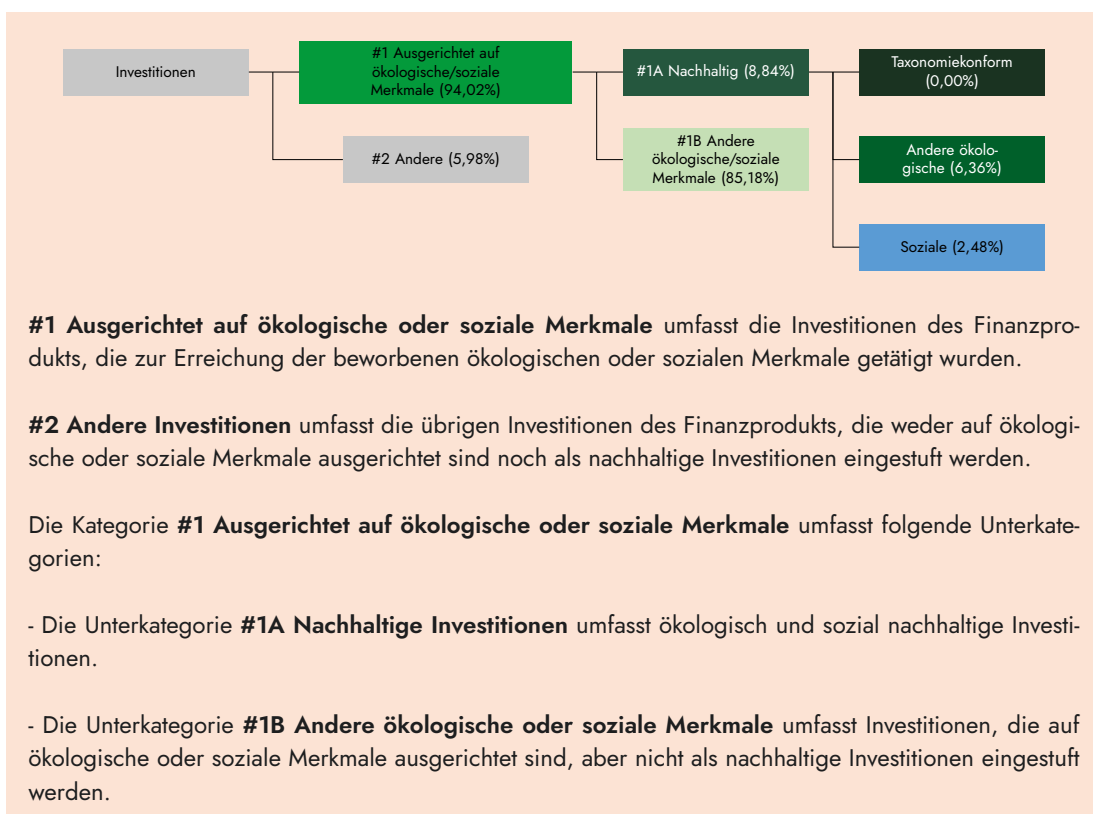 Investitionen
#1 Ausgerichtet auf
ökologische/soziale
Merkmale (94,02%)
#2 Andere (5,98%)
#1A Nachhaltig (8,84%)
#1B Andere
ökologische/soziale
Merkmale (85,18%)
Taxonomiekonform
(0,00%)
Andere ökolo-
gische (6,36%)
Soziale (2,48%)
#1 Ausgerichtet auf ökologische oder soziale Merkmale umfasst die Investitionen des Finanzpro-
dukts, die zur Erreichung der beworbenen ökologischen oder sozialen Merkmale getätigt wurden.
#2 Andere Investitionen umfasst die übrigen Investitionen des Finanzprodukts, die weder auf ökologi-
sche oder soziale Merkmale ausgerichtet sind noch als nachhaltige Investitionen eingestuft werden.
Die Kategorie #1 Ausgerichtet auf ökologische oder soziale Merkmale umfasst folgende Unterkate-
gorien:
- Die Unterkategorie #1A Nachhaltige Investitionen umfasst ökologisch und sozial nachhaltige Investi-
tionen.
- Die Unterkategorie #1B Andere ökologische oder soziale Merkmale umfasst Investitionen, die auf
ökologische oder soziale Merkmale ausgerichtet sind, aber nicht als nachhaltige Investitionen eingestuft
werden.